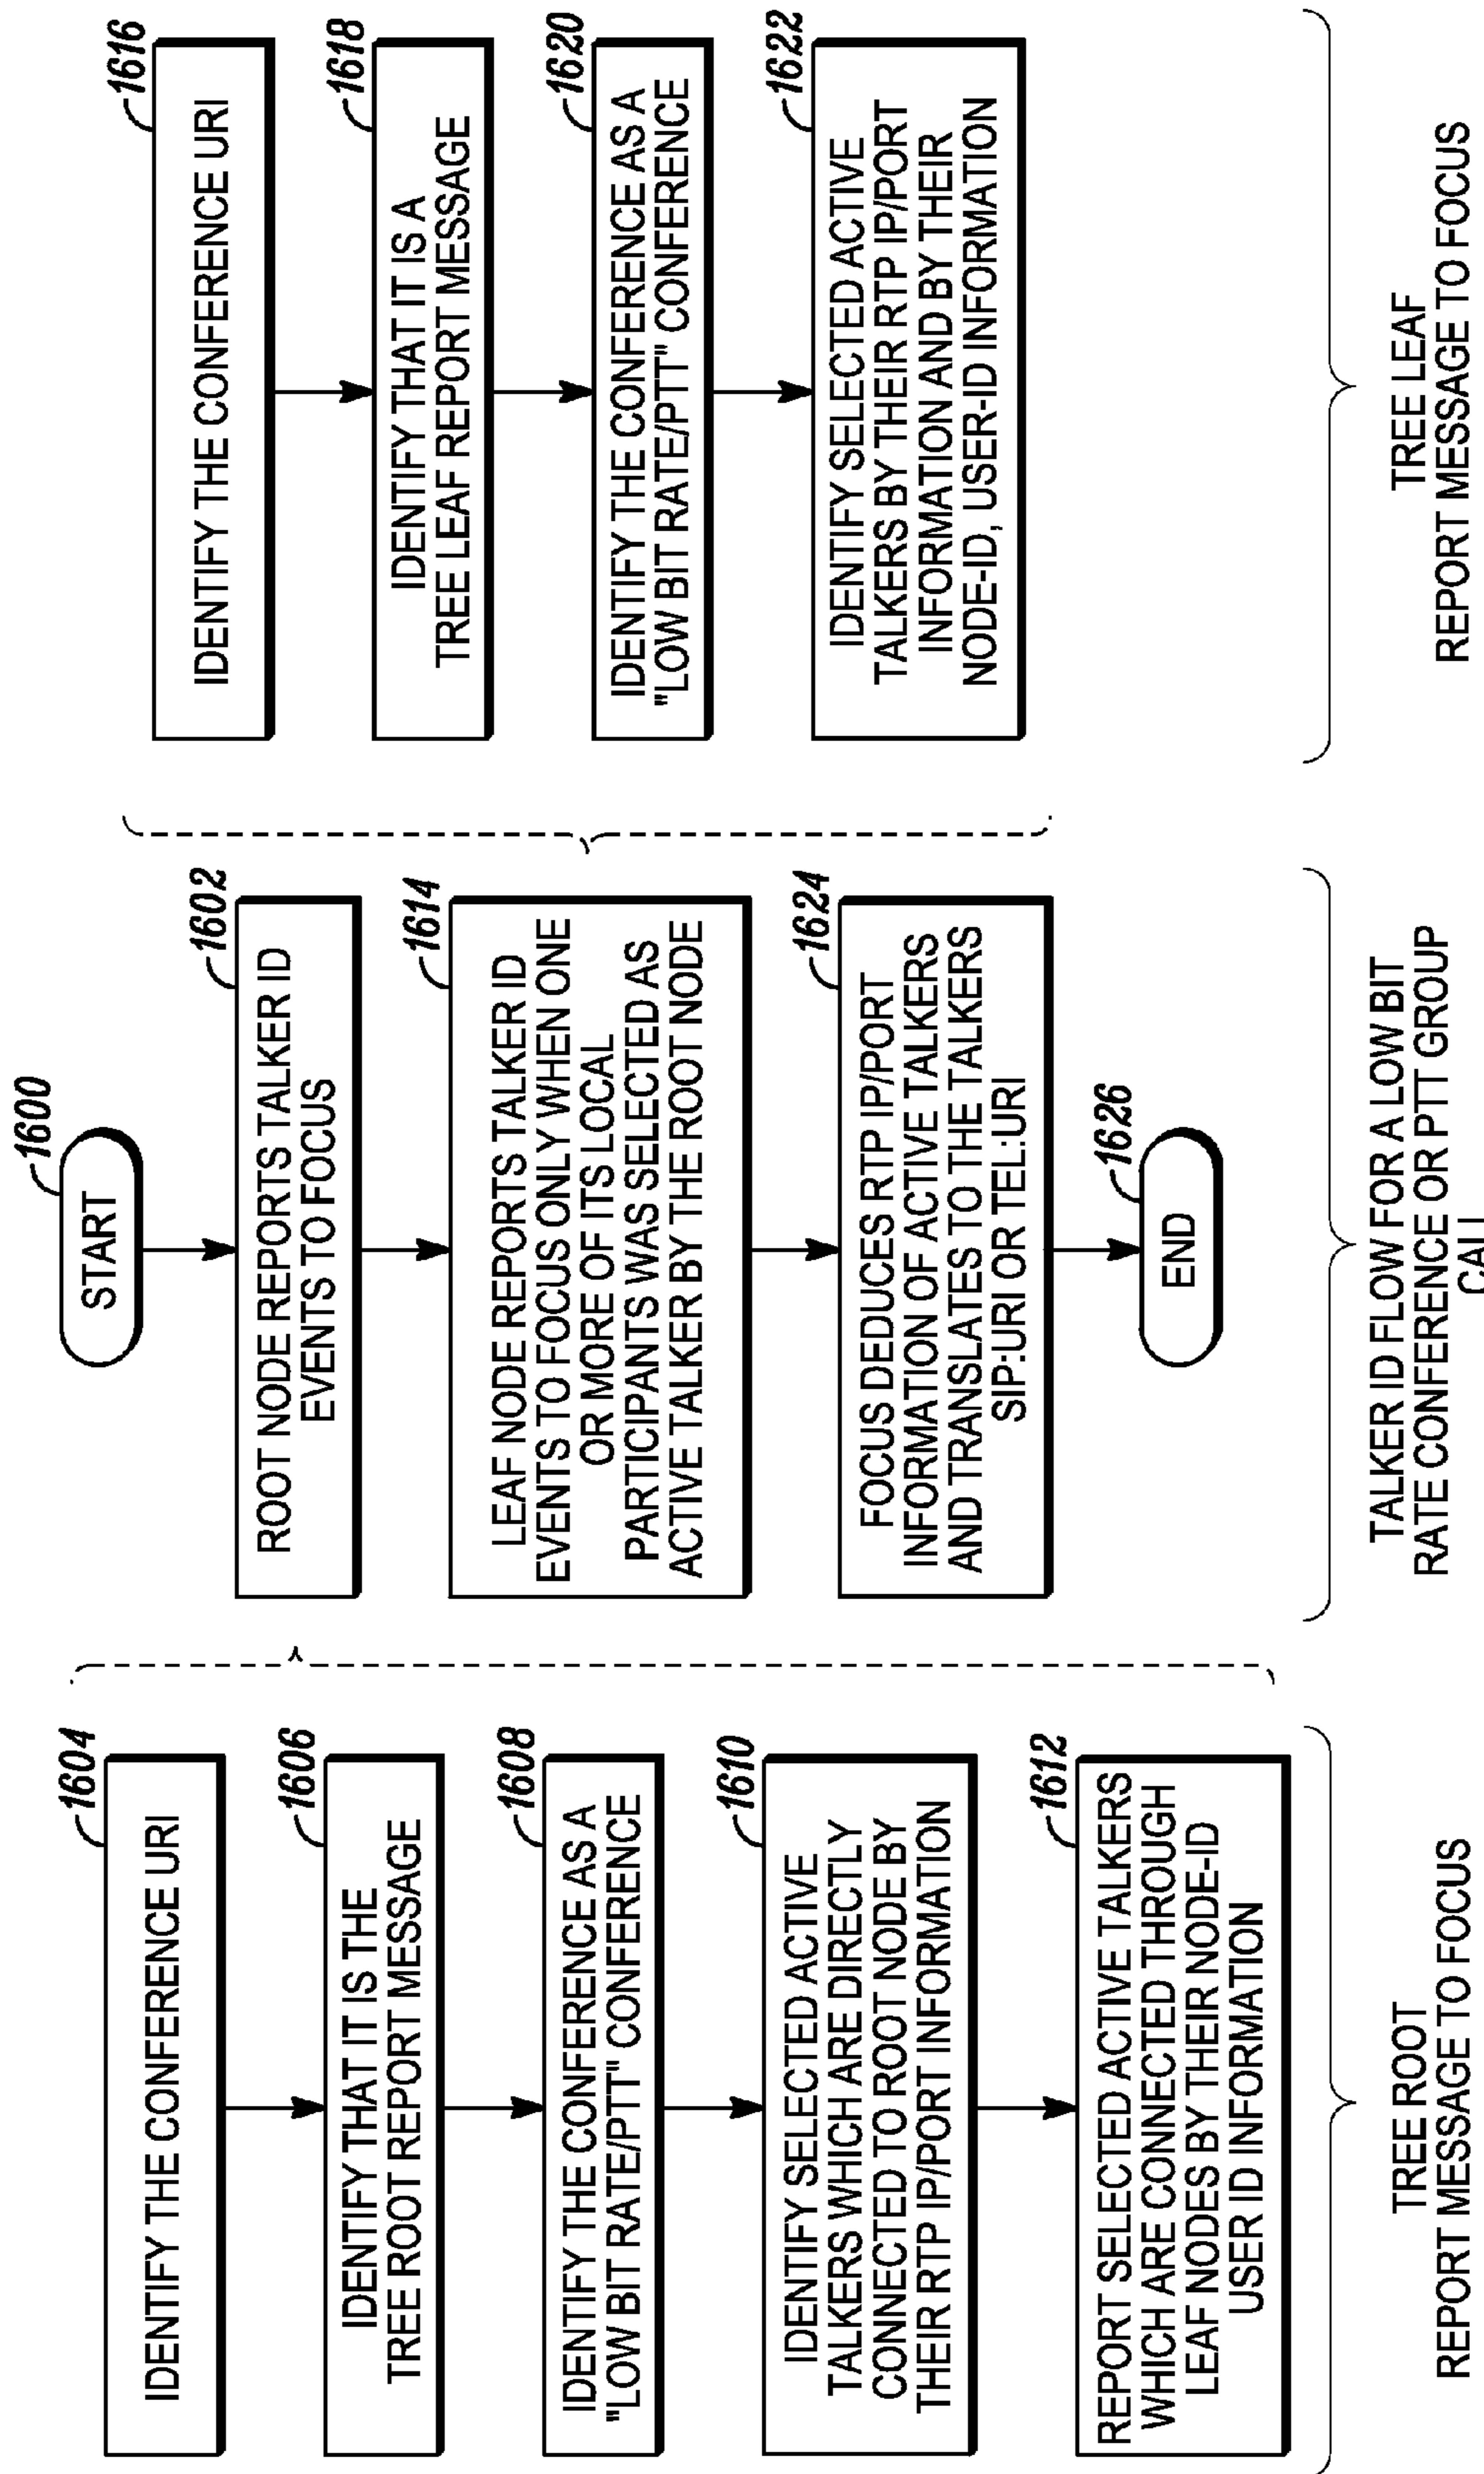 1604
IDENTIFY THE CONFERENCE URI
1606
IDENTIFY THAT IT IS THE
TREE ROOT REPORT MESSAGE
1608
IDENTIFY THE CONFERENCE AS A
"LOW BIT RATE/PTT" CONFERENCE
1610
IDENTIFY SELECTED ACTIVE
TALKERS WHICH ARE DIRECTLY
CONNECTED TO ROOT NODE BY
THEIR RTP IP/PORT INFORMATION
1612
REPORT SELECTED ACTIVE TALKERS
WHICH ARE CONNECTED THROUGH
LEAF NODES BY THEIR NODE-ID
USER ID INFORMATION
TREE ROOT
REPORT MESSAGE TO FOCUS
1600
START
1602
ROOT NODE REPORTS TALKER ID
EVENTS TO FOCUS
1614
LEAF NODE REPORTS TALKER ID
EVENTS TO FOCUS ONLY WHEN ONE
OR MORE OF ITS LOCAL
PARTICIPANTS WAS SELECTED AS
ACTIVE TALKER BY THE ROOT NODE
1624
FOCUS DEDUCES RTP IP/PORT
INFORMATION OF ACTIVE TALKERS
AND TRANSLATES TO THE TALKERS
SIP:URI OR TEL:URI
1626
END
TALKER ID FLOW FOR A LOW BIT
RATE CONFERENCE OR PTT GROUP
CALL
1616
IDENTIFY THE CONFERENCE URI
1618
IDENTIFY THAT IT IS A
TREE LEAF REPORT MESSAGE
1620
IDENTIFY THE CONFERENCE AS A
"LOW BIT RATE/PTT" CONFERENCE
1622
IDENTIFY SELECTED ACTIVE
TALKERS BY THEIR RTP IP/PORT
INFORMATION AND BY THEIR
NODE-ID, USER-ID INFORMATION
TREE LEAF
REPORT MESSAGE TO FOCUS